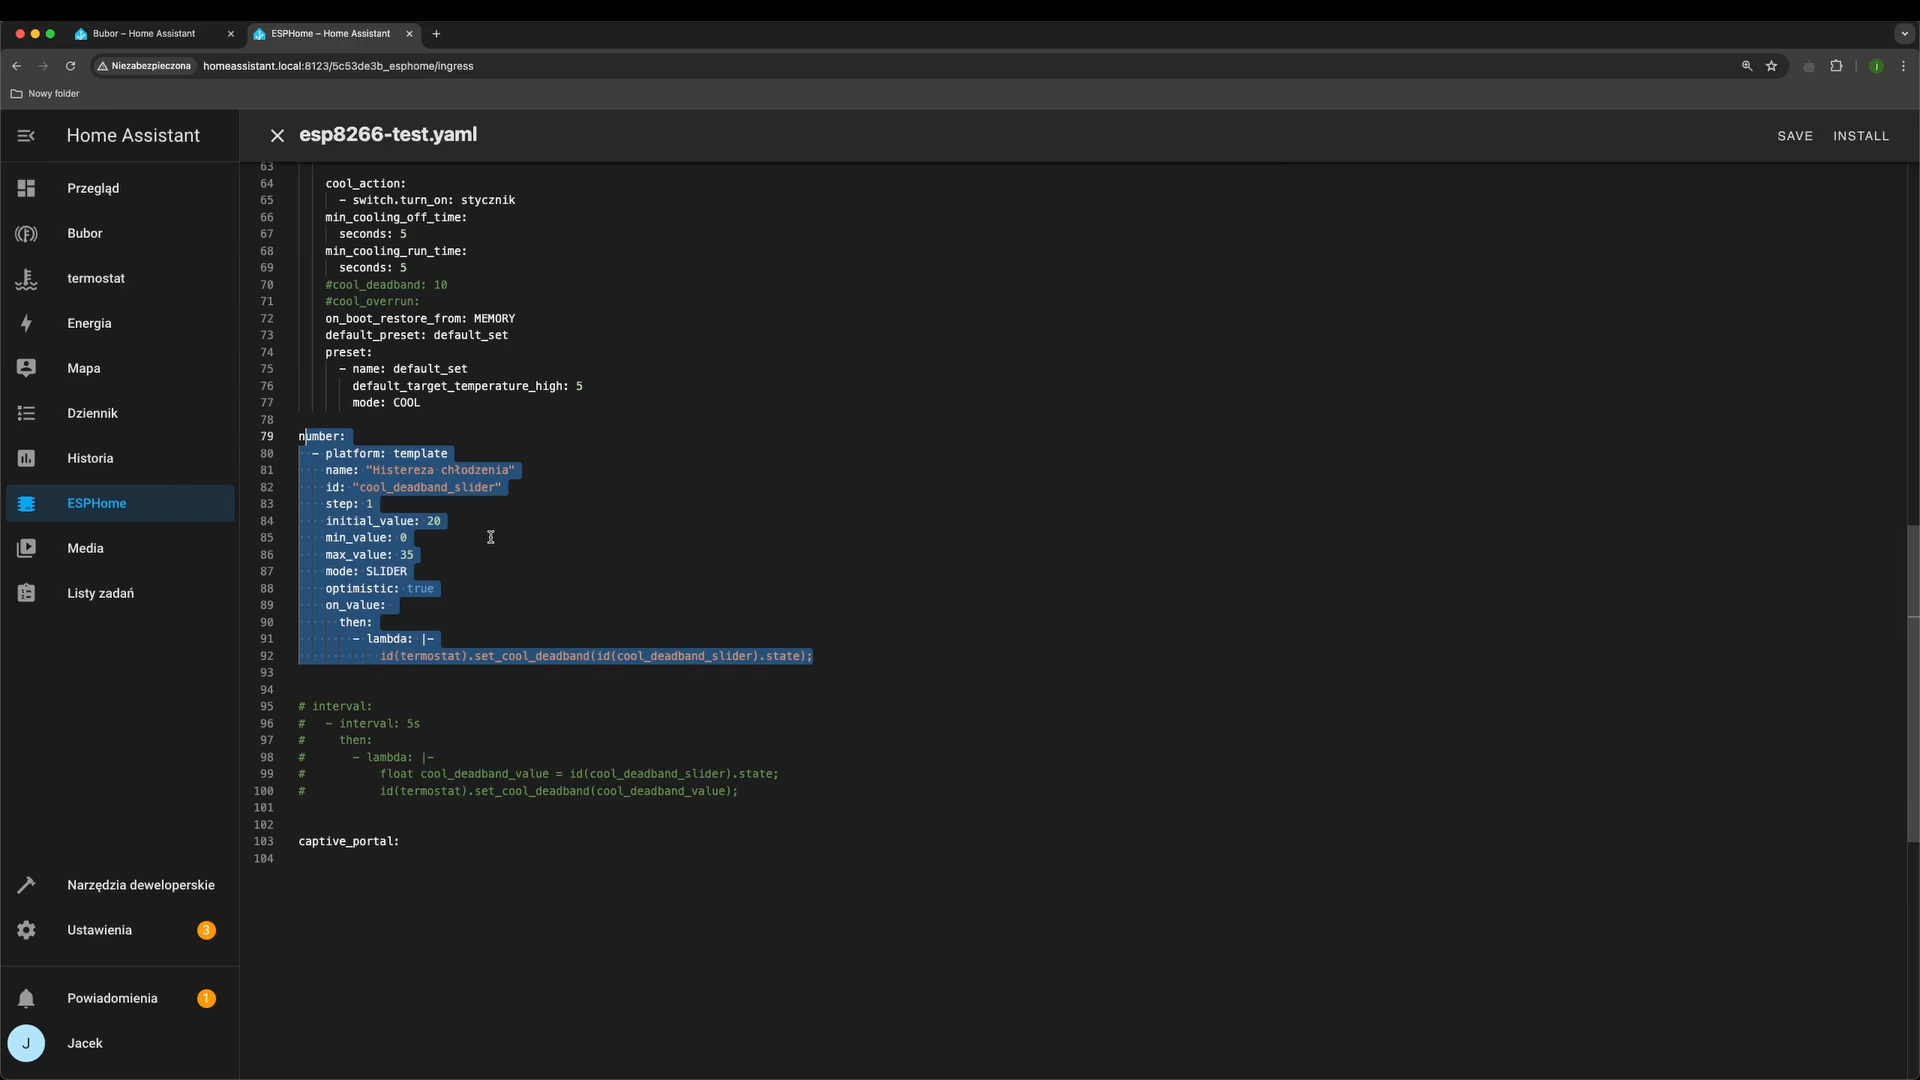 Bubor – Home Assistant
ESPHome – Home Assistant
Niezabezpieczona
homeassistant.local:8123/5c53de3b_esphome/ingress
j
Nowy folder
Home Assistant
esp8266-test.yaml
SAVE
INSTALL
Przegląd
Bubor
termostat
Energia
Mapa
Dziennik
Historia
ESPHome
Media
Listy zadań
Narzędzia deweloperskie
Ustawienia
3
Powiadomienia
1
J
Jacek
63
64 cool_action:
65 - switch.turn_on: stycznik
66 min_cooling_off_time:
67 seconds: 5
68 min_cooling_run_time:
69 seconds: 5
70 #cool_deadband: 10
71 #cool_overrun:
72 on_boot_restore_from: MEMORY
73 default_preset: default_set
74 preset:
75 - name: default_set
76 default_target_temperature_high: 5
77 mode: COOL
78
79 number:
80 - platform: template
81 name: "Histereza chłodzenia"
82 id: "cool_deadband_slider"
83 step: 1
84 initial_value: 20
85 min_value: 0
86 max_value: 35
87 mode: SLIDER
88 optimistic: true
89 on_value:
90 then:
91 - lambda: |-
92 id(termostat).set_cool_deadband(id(cool_deadband_slider).state);
93
94
95 # interval:
96 # - interval: 5s
97 # then:
98 # - lambda: |-
99 # float cool_deadband_value = id(cool_deadband_slider).state;
100 # id(termostat).set_cool_deadband(cool_deadband_value);
101
102
103 captive_portal:
104